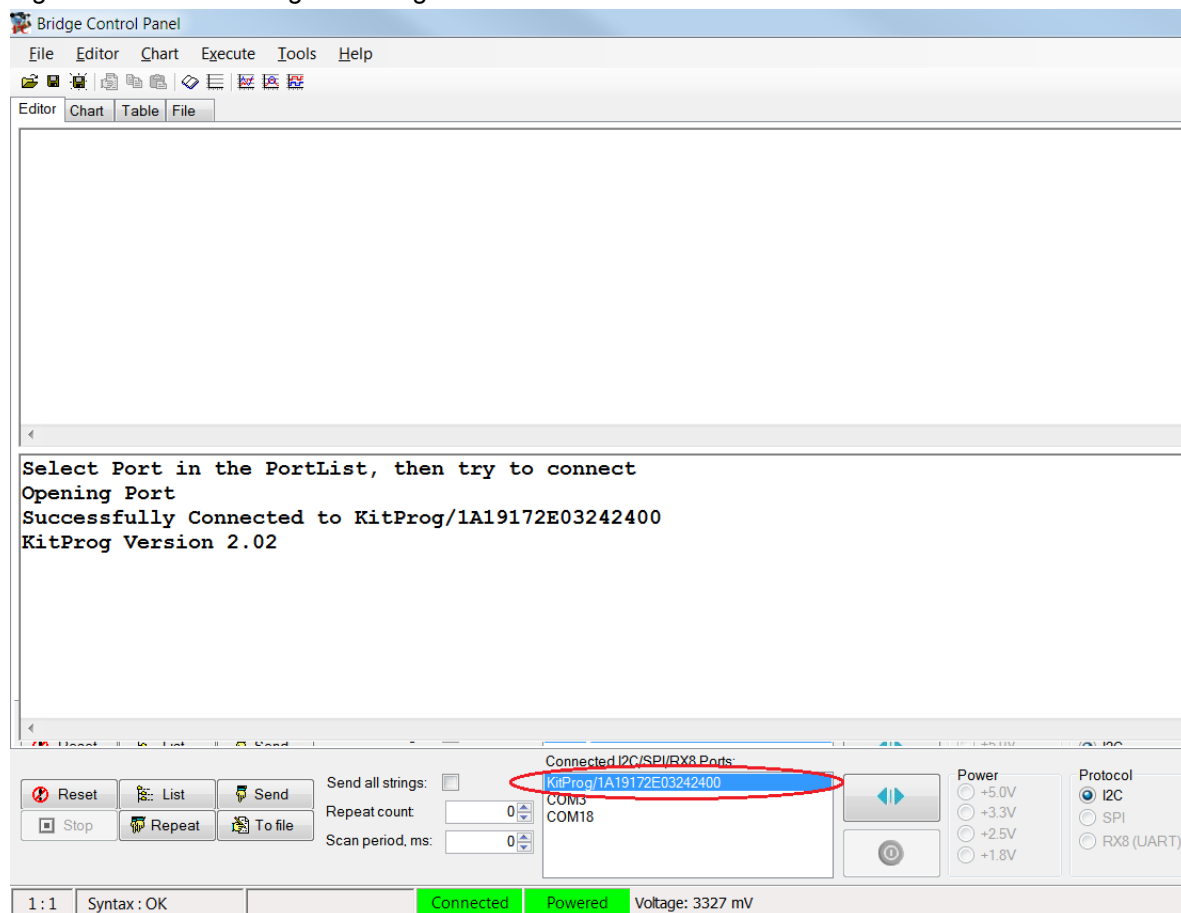 Bridge Control Panel
File Editor Chart Execute Tools Help
Editor Chart Table File
Select Port in the PortList, then try to connect
Opening Port
Successfully Connected to KitProg/1A19172E03242400
KitProg Version 2.02
Connected I2C/SPI/RX8 Ports:
KitProg/1A19172E03242400
COM3
COM18
Reset List Send
Stop Repeat To file
Send all strings:
Repeat count: 0
Scan period, ms: 0
Power
+5.0V
+3.3V
+2.5V
+1.8V
Protocol
I2C
SPI
RX8 (UART)
1:1 Syntax : OK Connected Powered Voltage: 3327 mV